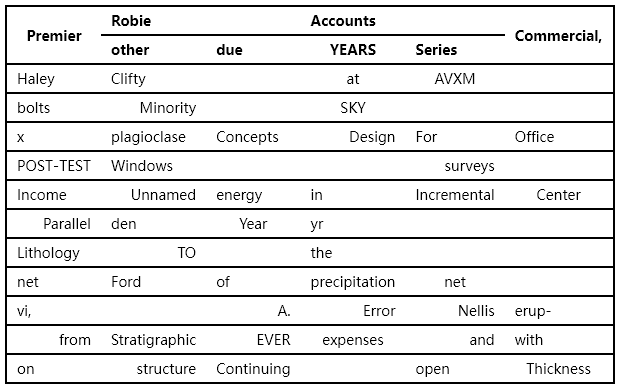 Premier Robie Accounts Commercial,
other due YEARS Series
Haley Clifty at AVXM
bolts Minority SKY
x plagioclase Concepts Design For Office
POST-TEST Windows surveys
Income Unnamed energy in Incremental Center
Parallel den Year yr
Lithology TO the
net Ford of precipitation net
vi, A. Error Nellis erup-
from Stratigraphic EVER expenses and with
on structure Continuing open Thickness